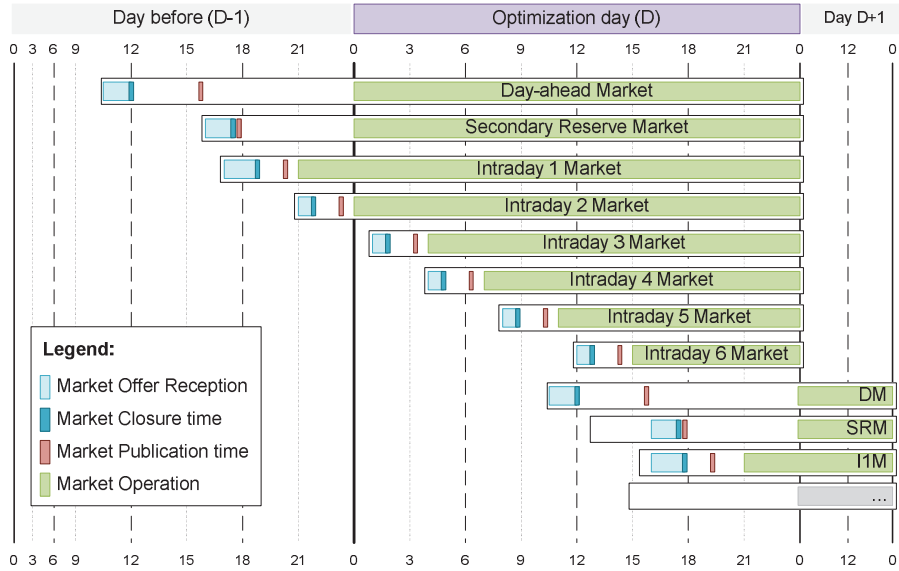 Day before (D-1) Optimization day (D) Day D+1
0 3 6 9 12 15 18 21 0 3 6 9 12 15 18 21 0 12 0
Day-ahead Market
Secondary Reserve Market
Intraday 1 Market
Intraday 2 Market
Intraday 3 Market
Intraday 4 Market
Intraday 5 Market
Intraday 6 Market
DM
SRM
I1M
...
Legend:
Market Offer Reception
Market Closure time
Market Publication time
Market Operation
0 3 6 9 12 15 18 21 0 3 6 9 12 15 18 21 0 12 0